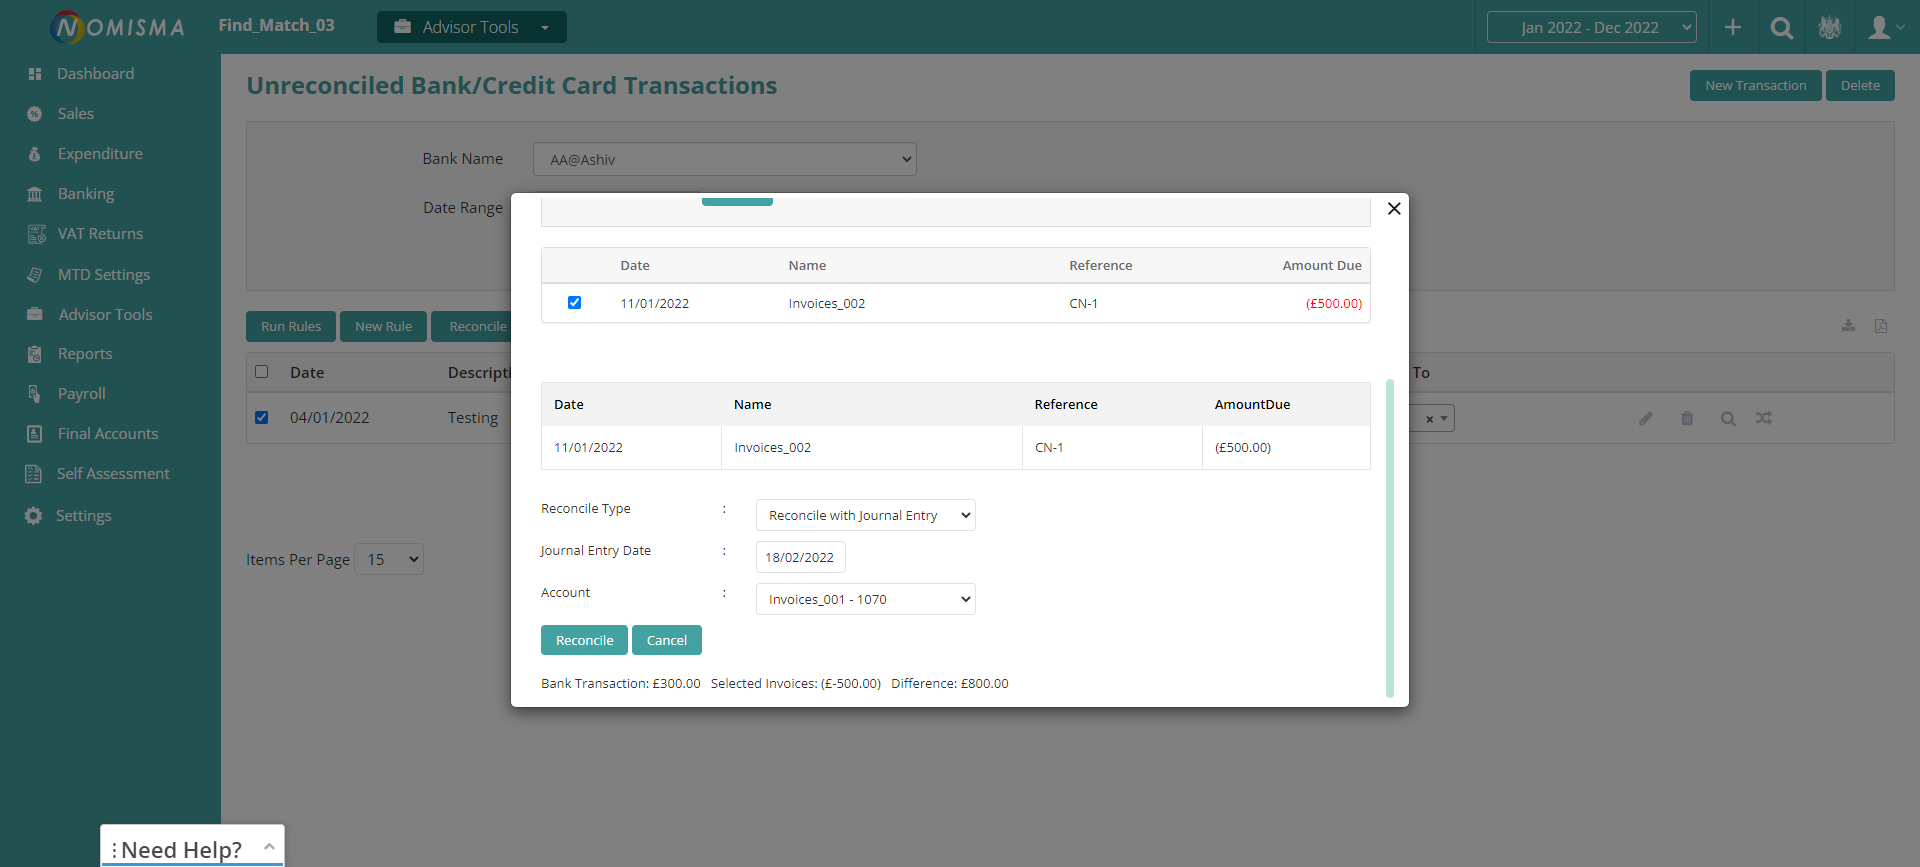 NOMISMA
Find_Match_03
Advisor Tools
Jan 2022 - Dec 2022
Dashboard
Sales
Expenditure
Banking
VAT Returns
MTD Settings
Advisor Tools
Reports
Payroll
Final Accounts
Self Assessment
Settings
Unreconciled Bank/Credit Card Transactions
New Transaction
Delete
Bank Name
AA@Ashiv
Date Range
Run Rules
New Rule
Reconcile
Date
Descripti
To
04/01/2022
Testing
×
Items Per Page
15
Date Name Reference Amount Due
11/01/2022 Invoices_002 CN-1 (£500.00)
Date Name Reference AmountDue
11/01/2022 Invoices_002 CN-1 (£500.00)
Reconcile Type : Reconcile with Journal Entry
Journal Entry Date : 18/02/2022
Account : Invoices_001 - 1070
Reconcile
Cancel
Bank Transaction: £300.00 Selected Invoices: (£-500.00) Difference: £800.00
Need Help?